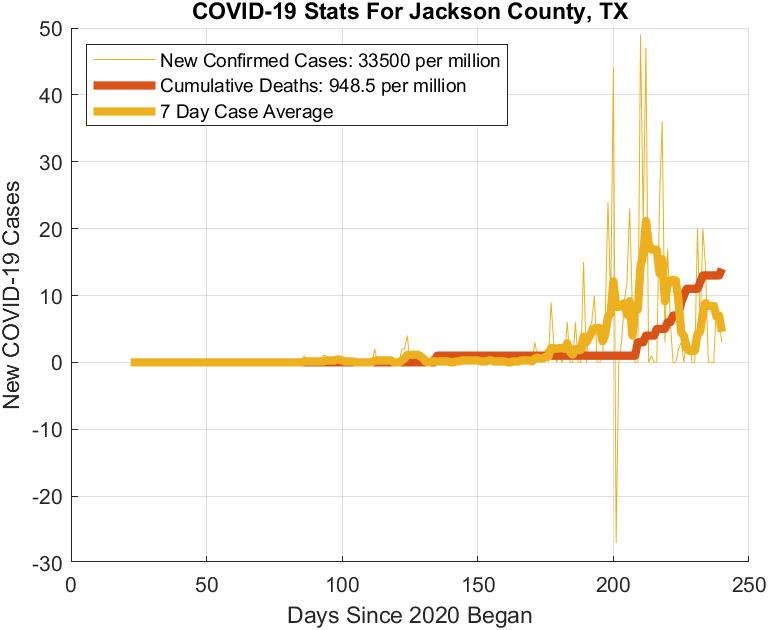 COVID-19 Stats For Jackson County, TX
New Confirmed Cases: 33500 per million
Cumulative Deaths: 948.5 per million
7 Day Case Average
New COVID-19 Cases
50
40
30
20
10
0
-10
-20
-30
0 50 100 150 200 250
Days Since 2020 Began